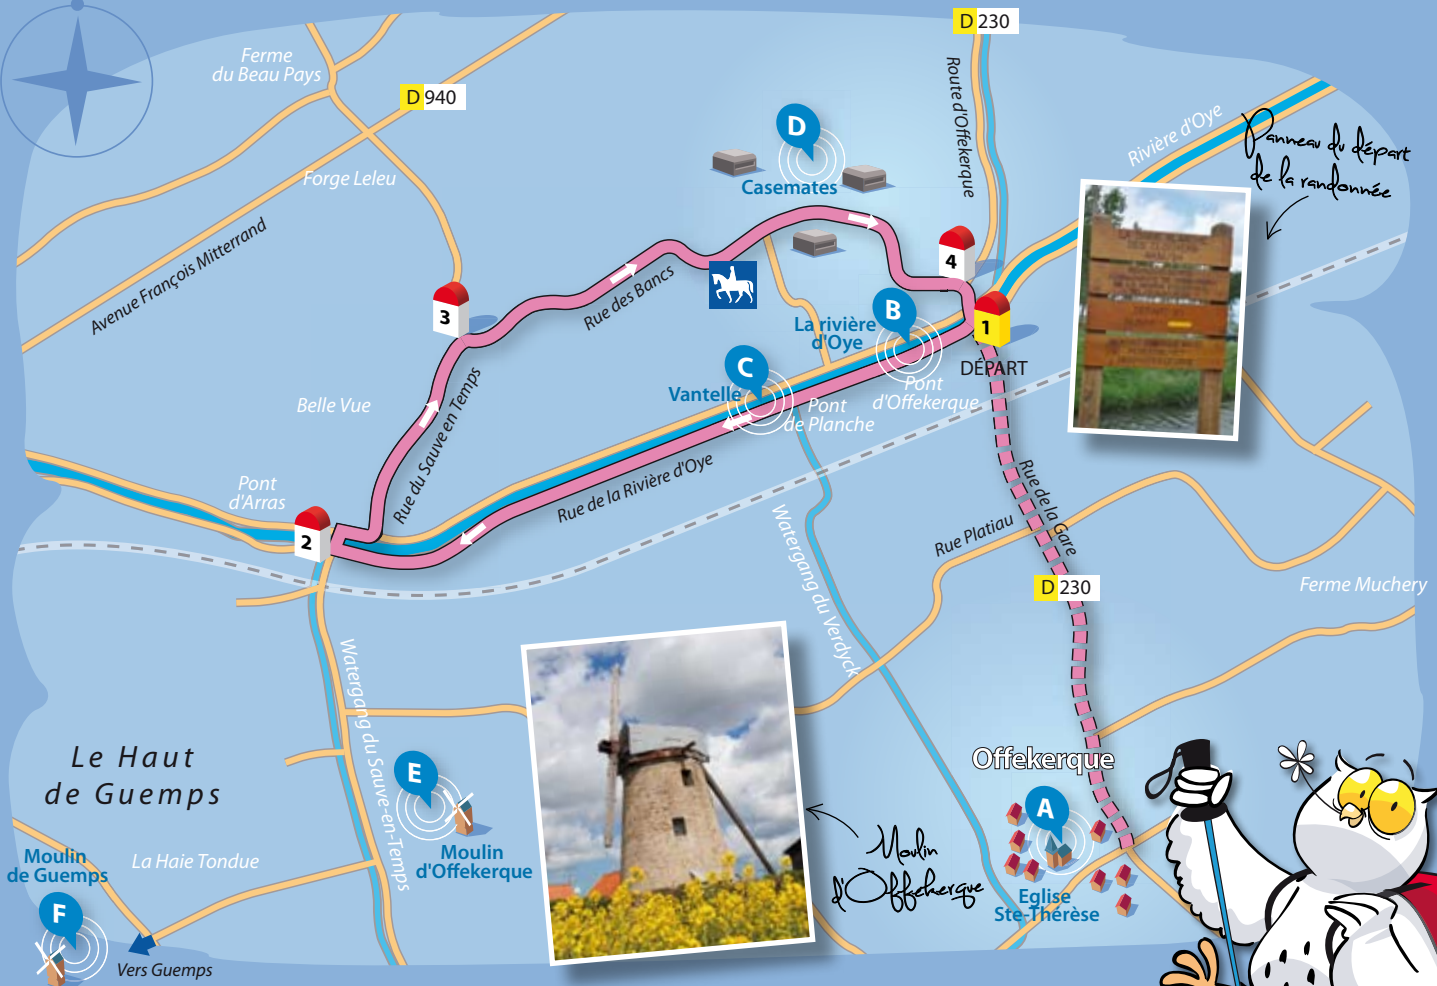 D 230
Ferme
du Beau Pays
D 940
Route d'Offekerque
Rivière d'Oye
Panneau du départ
de la randonnée
D
Casemates
Forge Leleu
Avenue François Mitterrand
4
3
Rue des Bancs
B
La rivière
d'Oye
1
DÉPART
C
Vantelle
Pont
d'Offekerque
Pont
de Planche
Belle Vue
Rue du Sauve en Temps
Rue de la Rivière d'Oye
Pont
d'Arras
2
Rue de la Gare
Rue Platiau
Watergang du Verdyck
D 230
Ferme Muchery
Watergang du Sauve-en-Temps
Le Haut
de Guemps
Offekerque
E
Moulin
d'Offekerque
A
Eglise
Ste-Thérèse
Moulin
d'Offekerque
Moulin
de Guemps
La Haie Tondue
F
Vers Guemps